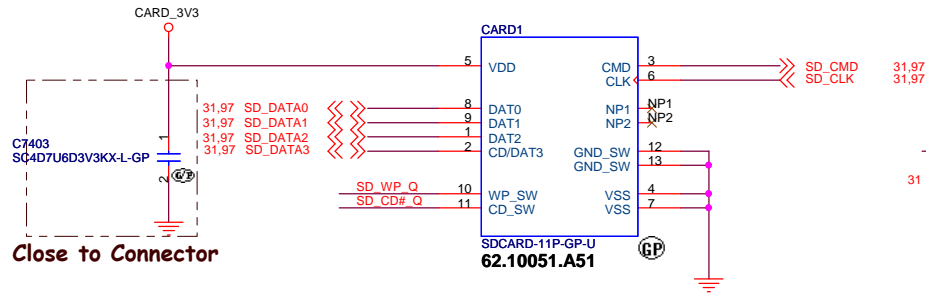 CARD_3V3
CARD1
5 VDD CMD 3 SD_CMD 31,97
CLK 6 SD_CLK 31,97
31,97 SD_DATA0 8 DAT0 NP1 NP1
31,97 SD_DATA1 9 DAT1 NP2 NP2
31,97 SD_DATA2 1 DAT2
31,97 SD_DATA3 2 CD/DAT3 GND_SW 12
GND_SW 13
C7403 1
SC4D7U6D3V3KX-L-GP
2 G/P
31
SD_WP_Q 10 WP_SW VSS 4
SD_CD#_Q 11 CD_SW VSS 7
Close to Connector
SDCARD-11P-GP-U GP
62.10051.A51